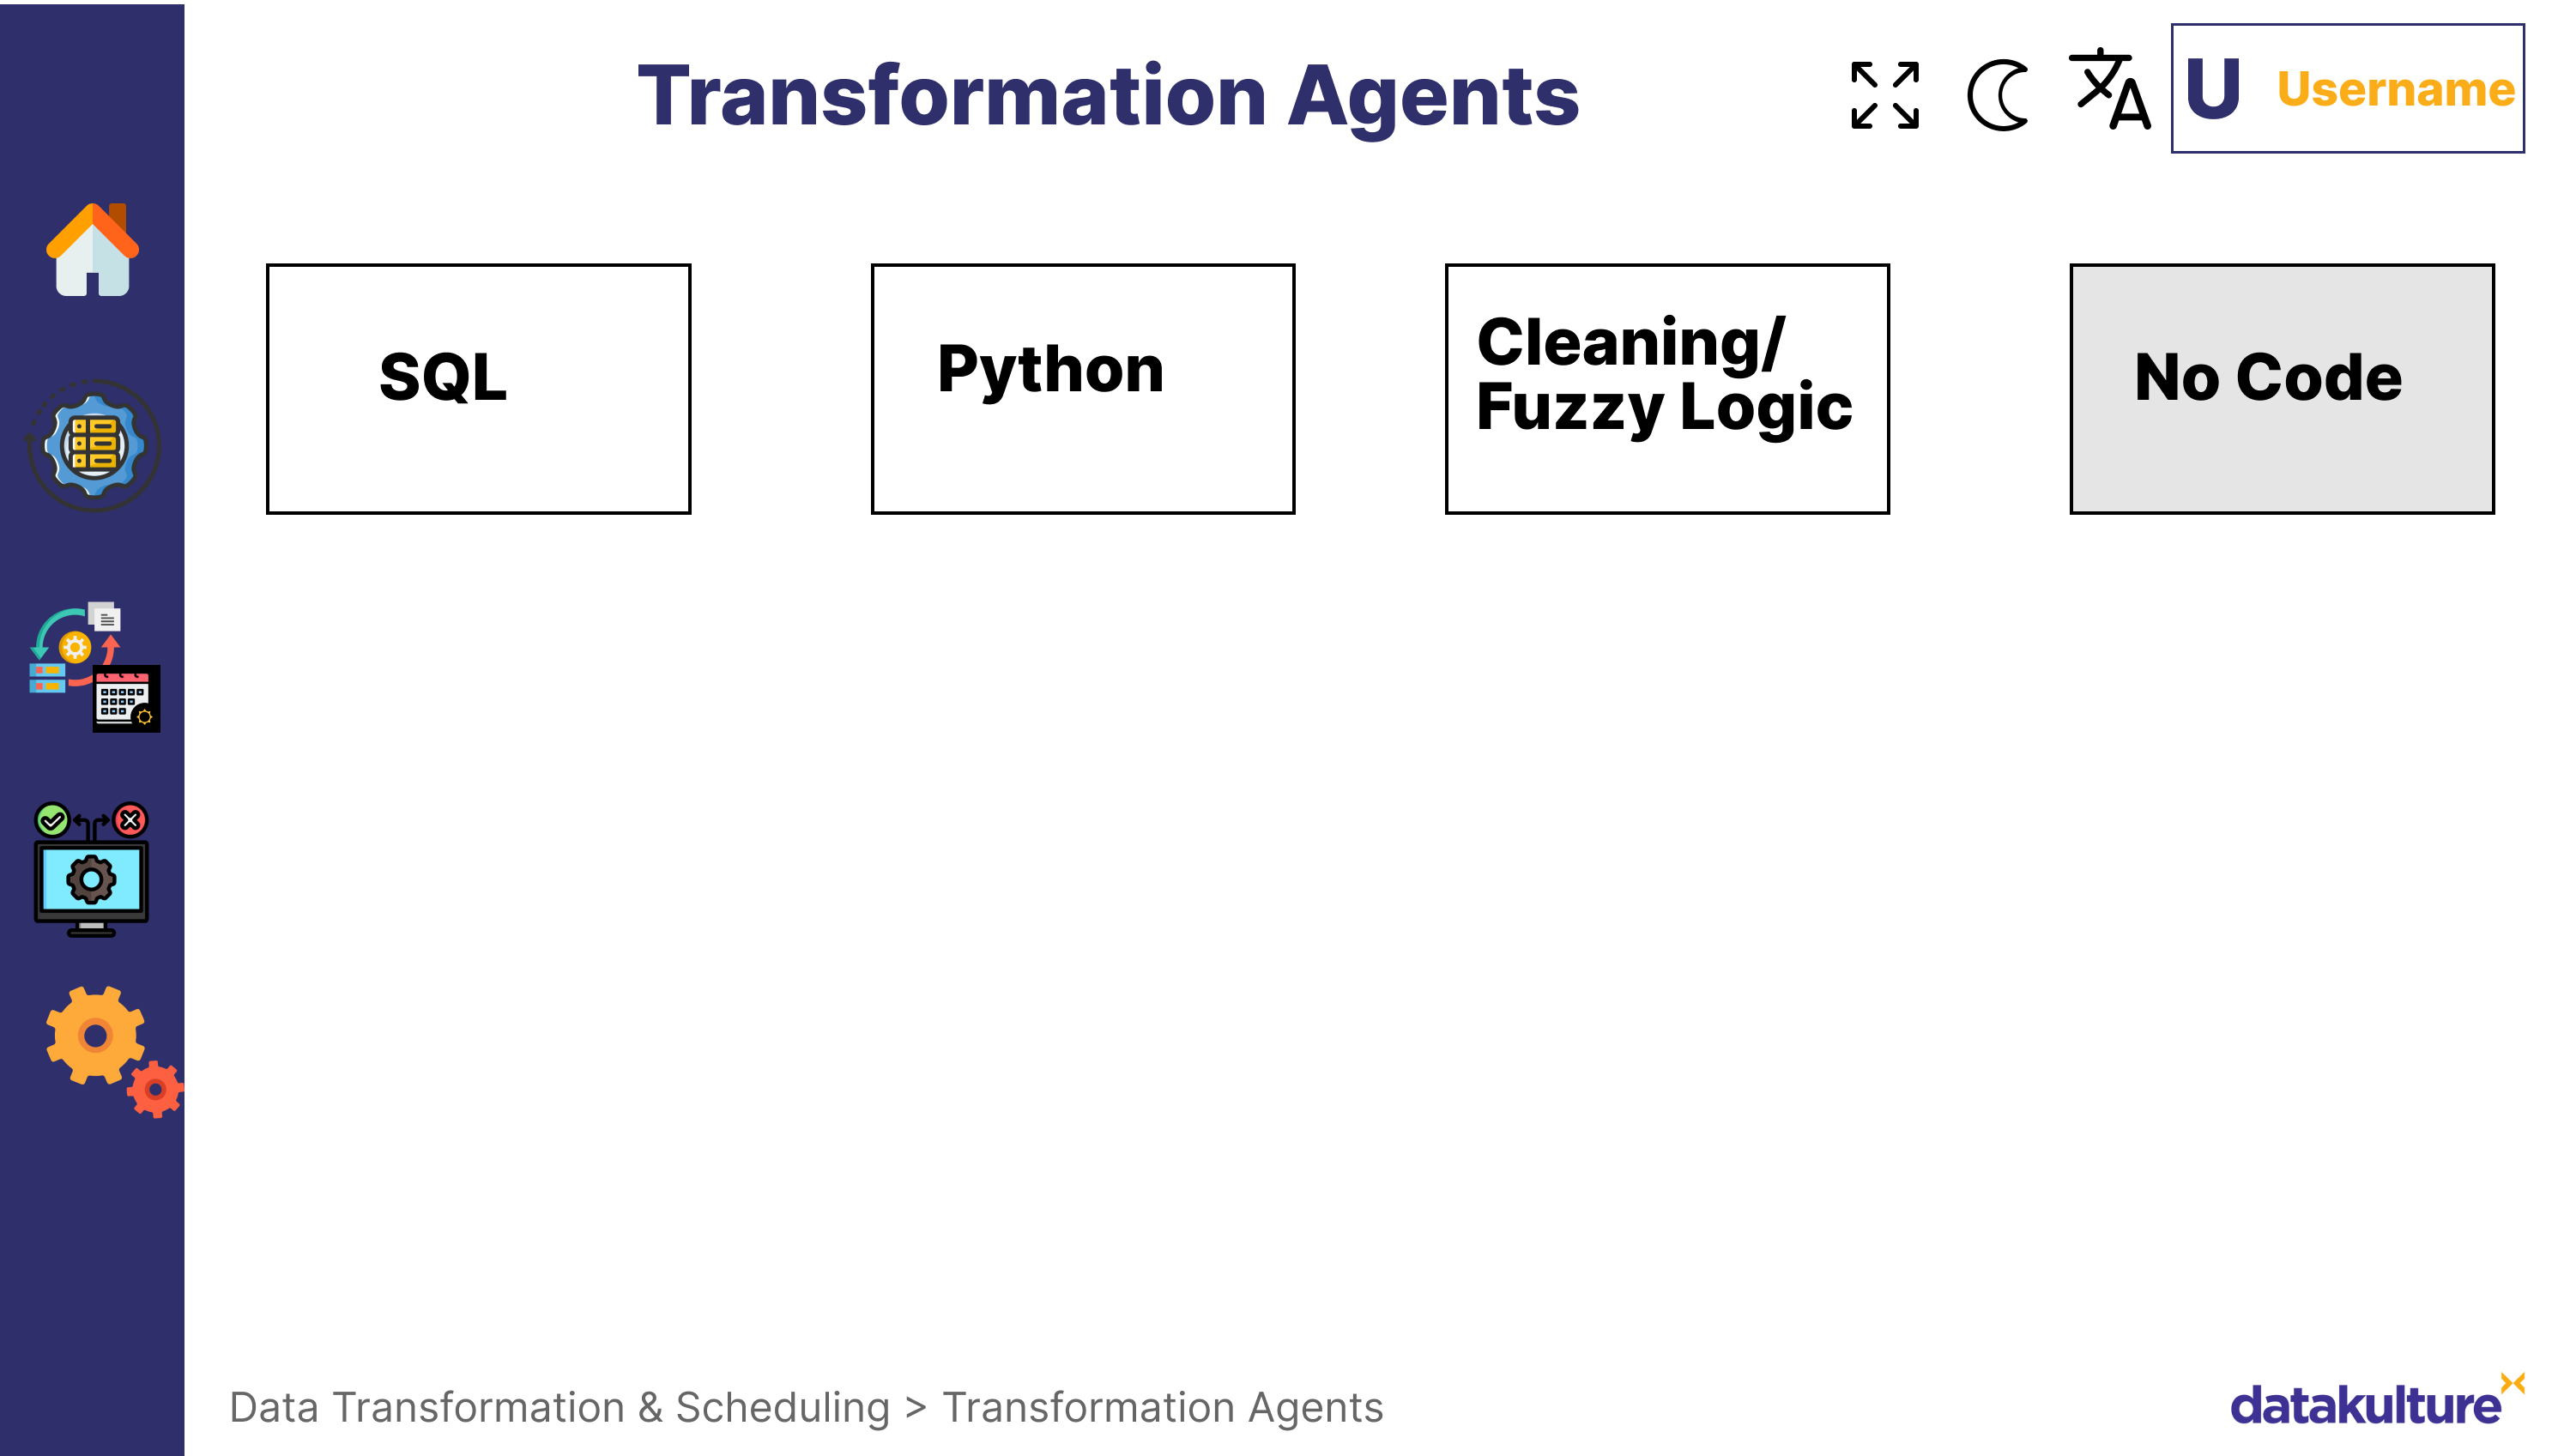 Transformation Agents
U Username
SQL
Python
Cleaning/
Fuzzy Logic
No Code
Data Transformation & Scheduling > Transformation Agents
datakulture